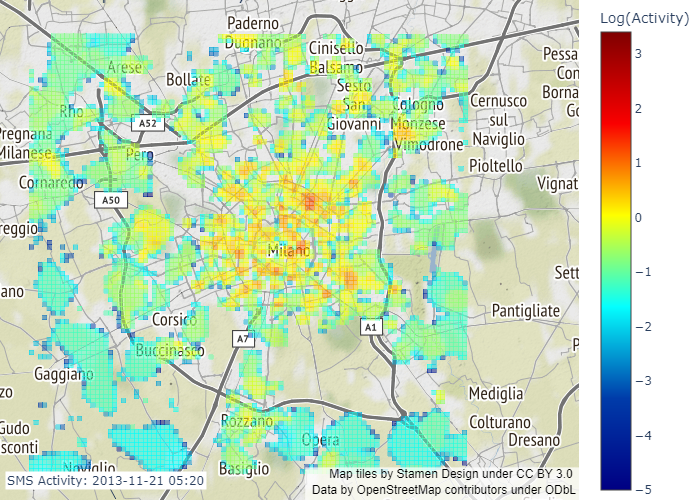 Log(Activity)
Paderno
Dugnano
Cinisello
Balsamo
Arese
Bollate
Sesto
San
Giovanni
Rho
Cologno
Monzese
Cernusco
sul
Naviglio
Pessa
Con
Borna
Go
A52
Pregnana
Milanese
Pero
Vimodrone
Pioltello
Cornaredo
Vignat
A50
reggio
Milano
Sett
ano
Pantigliate
Corsico
A7
A1
Buccinasco
P
Gaggiano
zo
Mediglia
Rozzano
Colturano
Dresano
Gudo
sconti
Opera
Noviglio
Basiglio
SMS Activity: 2013-11-21 05:20
Map tiles by Stamen Design under CC BY 3.0
Data by OpenStreetMap contributors under ODbL
3
2
1
0
−1
−2
−3
−4
−5